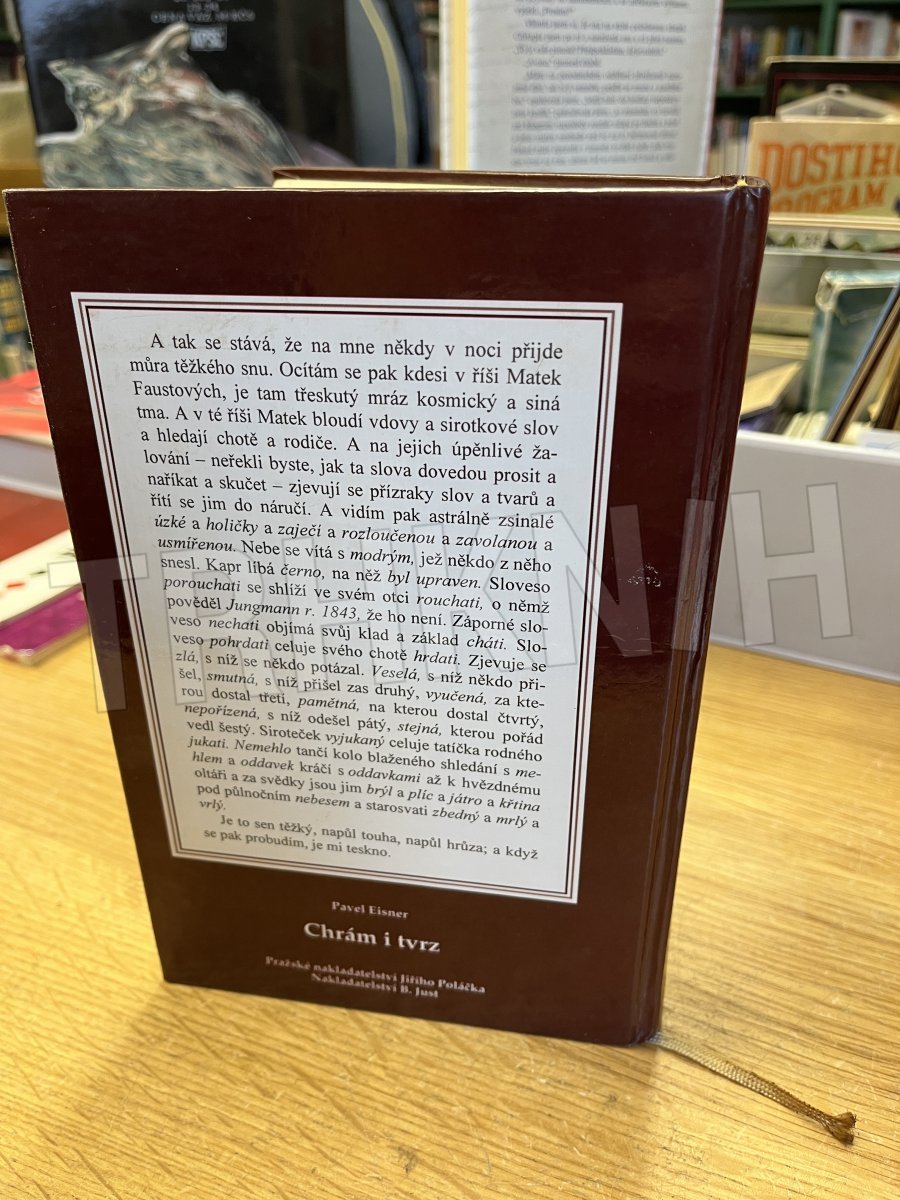 DOSTIH
PROGRAM
A tak se stává, že na mne někdy v noci přijde
můra těžkého snu. Ocítám se pak kdesi v říši Matek
Faustových, je tam třeskutý mráz kosmický a siná
tma. A v té říši Matek bloudí vdovy a sirotkové slov
a hledají chotě a rodiče. A na jejich úpěnlivé ža-
lování – neřekli byste, jak ta slova dovedou prosit a
naříkat a skučet – zjevují se přízraky slov a tvarů a
řítí se jim do náručí. A vidím pak astrálně zsinalé
úzké a holičky a zaječí a rozloučenou a zavolanou a
usmířenou. Nebe se vítá s modrým, jež někdo z něho
snesl. Kapr líbá černo, na něž byl upraven. Sloveso
porouchati se shlíží ve svém otci rouchati, o němž
pověděl Jungmann r. 1843, že ho není. Záporné slo-
veso nechati objímá svůj klad a základ cháti. Slo-
veso pohrdati celuje svého chotě hrdati. Zjevuje se
zlá, s níž se někdo potázal. Veselá, s níž někdo při-
šel, smutná, s níž přišel zas druhý, vyučená, za kte-
rou dostal třetí, pamětná, na kterou dostal čtvrtý,
nepořízená, s níž odešel pátý, stejná, kterou pořád
vedl šestý. Siroteček vyjukaný celuje tatíčka rodného
jukati. Nemehlo tančí kolo blaženého shledání s me-
hlem a oddavek kráčí s oddavkami až k hvězdnému
oltáři a za svědky jsou jim brýl a plíc a játro a křtina
pod půlnočním nebesem a starosvati zbedný a mrlý a
vrlý.
Je to sen těžký, napůl touha, napůl hrůza; a když
se pak probudím, je mi teskno.
Pavel Eisner
Chrám i tvrz
Pražské nakladatelství Jiřího Poláčka
Nakladatelství B. Just
TRHKNIH